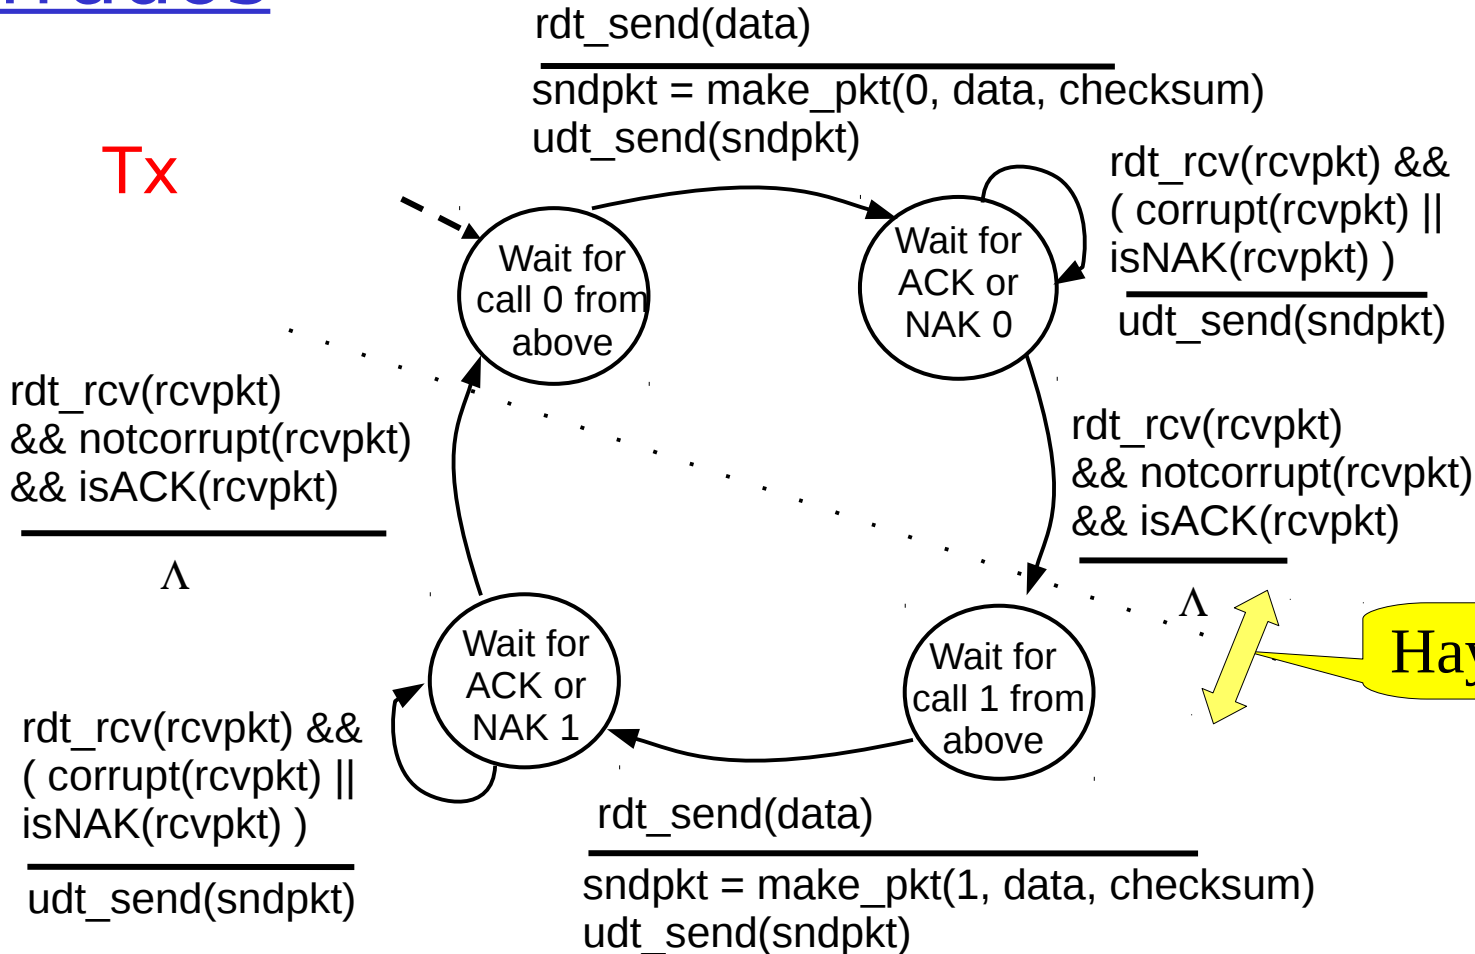 rdt_send(data)
sndpkt = make_pkt(0, data, checksum)
udt_send(sndpkt)
Tx
rdt_rcv(rcvpkt) &&
( corrupt(rcvpkt) ||
isNAK(rcvpkt) )
udt_send(sndpkt)
Wait for
call 0 from
above
Wait for
ACK or
NAK 0
rdt_rcv(rcvpkt)
&& notcorrupt(rcvpkt)
&& isACK(rcvpkt)
Λ
rdt_rcv(rcvpkt)
&& notcorrupt(rcvpkt)
&& isACK(rcvpkt)
Λ
Wait for
ACK or
NAK 1
Wait for
call 1 from
above
rdt_rcv(rcvpkt) &&
( corrupt(rcvpkt) ||
isNAK(rcvpkt) )
udt_send(sndpkt)
rdt_send(data)
sndpkt = make_pkt(1, data, checksum)
udt_send(sndpkt)